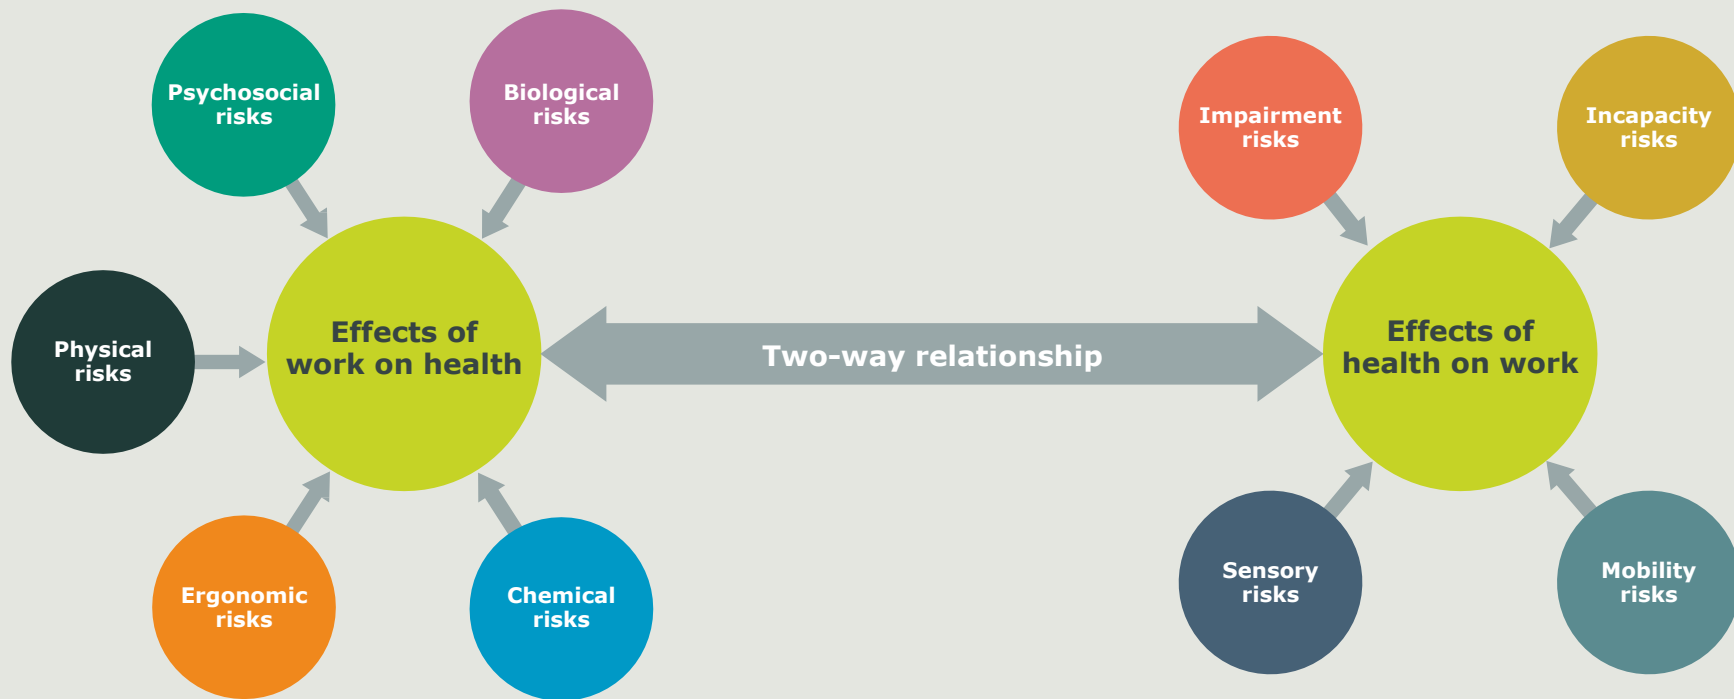 Psychosocial
risks
Biological
risks
Impairment
risks
Incapacity
risks
Physical
risks
Effects of
work on health
Two-way relationship
Effects of
health on work
Ergonomic
risks
Chemical
risks
Sensory
risks
Mobility
risks